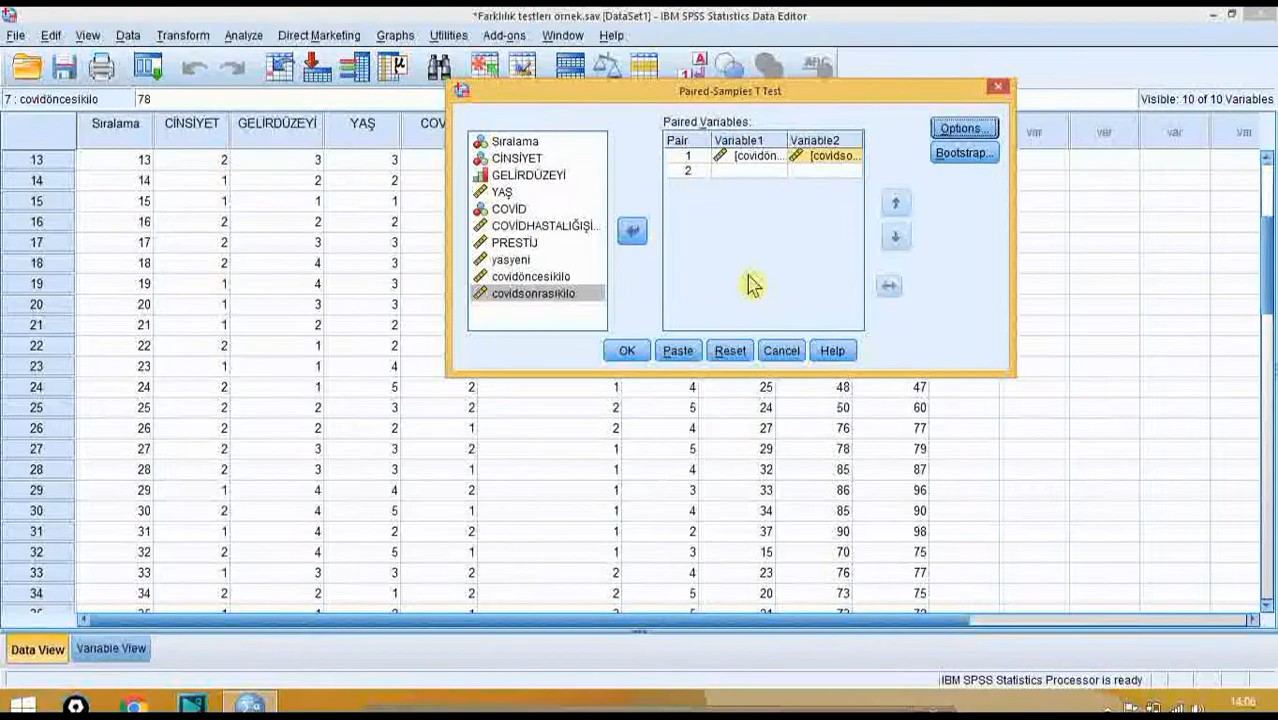 *Farklılık testleri örnek.sav [DataSet1] - IBM SPSS Statistics Data Editor
File Edit View Data Transform Analyze Direct Marketing Graphs Utilities Add-ons Window Help
7 : covidöncesikilo 78 Visible: 10 of 10 Variables
Paired-Samples T Test
Sıralama CİNSİYET GELİRDÜZEYİ YAŞ COV var var var
13 13 2 3 3
14 14 1 2 2
15 15 1 1 1
16 16 2 2 2
17 17 2 3 3
18 18 2 4 3
19 19 1 4 3
20 20 1 3 3
21 21 1 2 2
22 22 2 1 2
23 23 1 1 4
24 24 2 1 5 2 1 4 25 48 47
25 25 2 2 3 2 2 5 24 50 60
26 26 2 2 2 1 2 4 27 76 77
27 27 2 3 3 2 1 5 29 78 79
28 28 2 3 3 1 1 4 32 85 87
29 29 1 4 4 2 1 3 33 86 96
30 30 2 4 5 1 1 4 34 85 90
31 31 1 4 2 2 1 2 37 90 98
32 32 2 4 5 1 1 3 15 70 75
33 33 1 3 3 2 2 4 23 76 77
34 34 2 2 1 2 2 5 20 73 75
Sıralama
CİNSİYET
GELİRDÜZEYİ
YAŞ
COVİD
COVİDHASTALIĞIŞİ...
PRESTİJ
yasyeni
covidöncesikilo
covidsonrasıkilo
Paired Variables:
Pair Variable1 Variable2
1 [covidön... [covidso...
2
Options...
Bootstrap...
OK Paste Reset Cancel Help
Data View Variable View
IBM SPSS Statistics Processor is ready
14:06